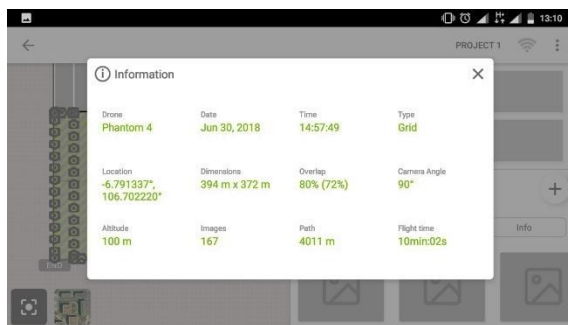 13:10
PROJECT 1
Information
Drone
Date
Time
Type
Phantom 4
Jun 30, 2018
14:57:49
Grid
Location
Dimensions
Overlap
Camera Angle
-6.791337°,
106.702220°
394 m x 372 m
80% (72%)
90°
Altitude
Images
Path
Flight time
100 m
167
4011 m
10min:02s
Info
END